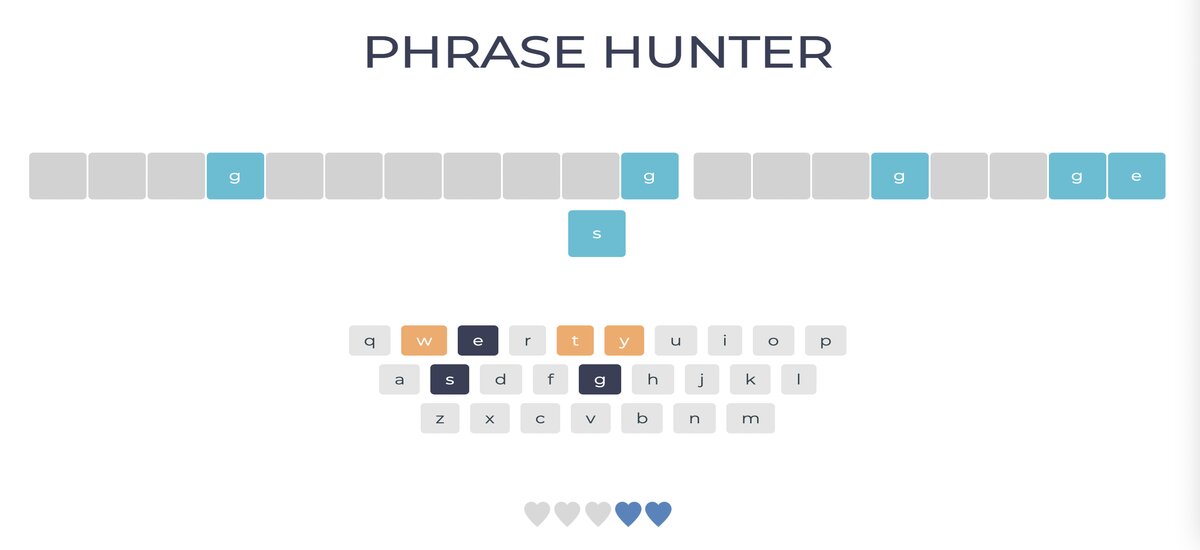 PHRASE HUNTER
g g g g e
s
q w e r t y u i o p
a s d f g h j k l
z x c v b n m